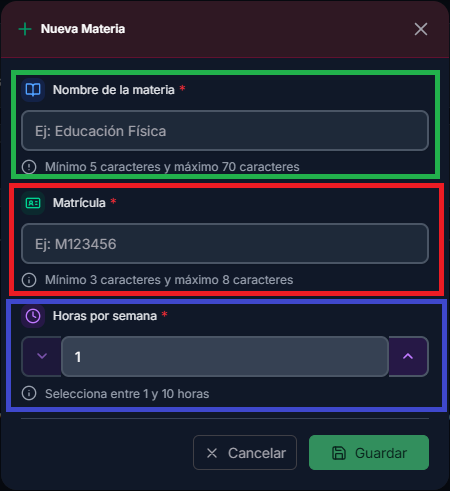 Nueva Materia
Nombre de la materia *
Ej: Educación Física
Mínimo 5 caracteres y máximo 70 caracteres
Matrícula *
Ej: M123456
Mínimo 3 caracteres y máximo 8 caracteres
Horas por semana *
1
Selecciona entre 1 y 10 horas
Cancelar
Guardar